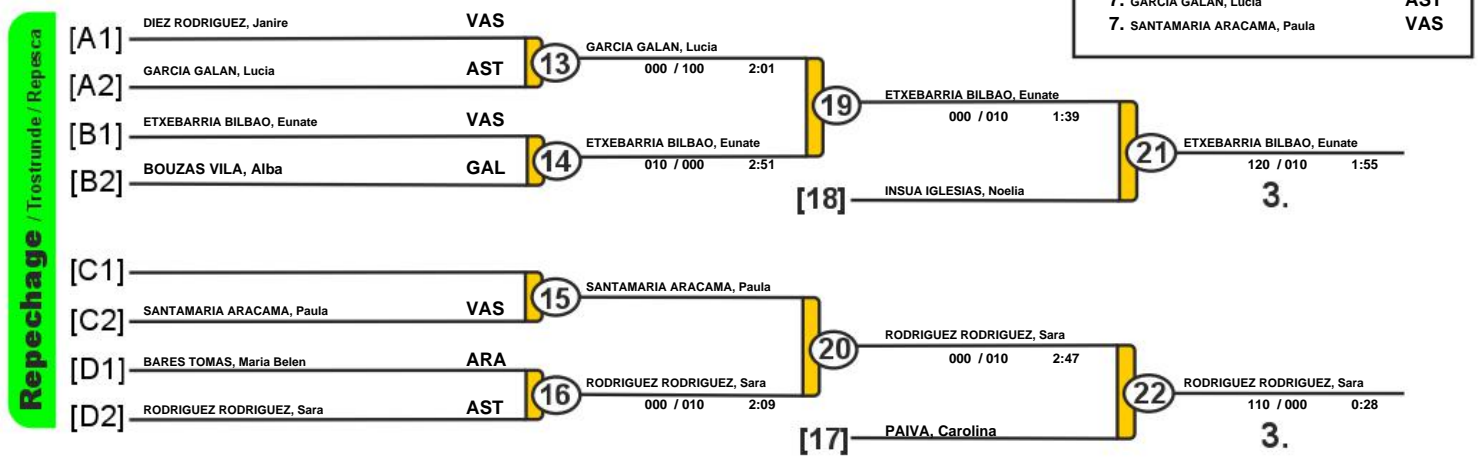 7. GARCIA GALAN, Lucia AST
7. SANTAMARIA ARACAMA, Paula VAS
Repechage / Trostrunde / Repesca
[A1] DIEZ RODRIGUEZ, Janire VAS
[A2] GARCIA GALAN, Lucia AST
13 GARCIA GALAN, Lucia
000 / 100 2:01
[B1] ETXEBARRIA BILBAO, Eunate VAS
[B2] BOUZAS VILA, Alba GAL
14 ETXEBARRIA BILBAO, Eunate
010 / 000 2:51
19 ETXEBARRIA BILBAO, Eunate
000 / 010 1:39
[18] INSUA IGLESIAS, Noelia
21 ETXEBARRIA BILBAO, Eunate
120 / 010 1:55
3.
[C1]
[C2] SANTAMARIA ARACAMA, Paula VAS
15 SANTAMARIA ARACAMA, Paula
[D1] BARES TOMAS, Maria Belen ARA
[D2] RODRIGUEZ RODRIGUEZ, Sara AST
16 RODRIGUEZ RODRIGUEZ, Sara
000 / 010 2:09
20 RODRIGUEZ RODRIGUEZ, Sara
000 / 010 2:47
[17] PAIVA, Carolina
22 RODRIGUEZ RODRIGUEZ, Sara
110 / 000 0:28
3.